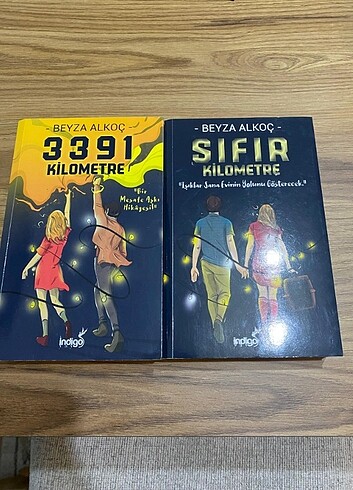 - BEYZA ALKOÇ -
3391
KİLOMETRE
"Bir
Mesafe Aşkı
Hikâyesi!"
indigo
- BEYZA ALKOÇ -
SIFIR
KİLOMETRE
"Işıklar Sana Evinin Yolunu Gösterecek."
indigo